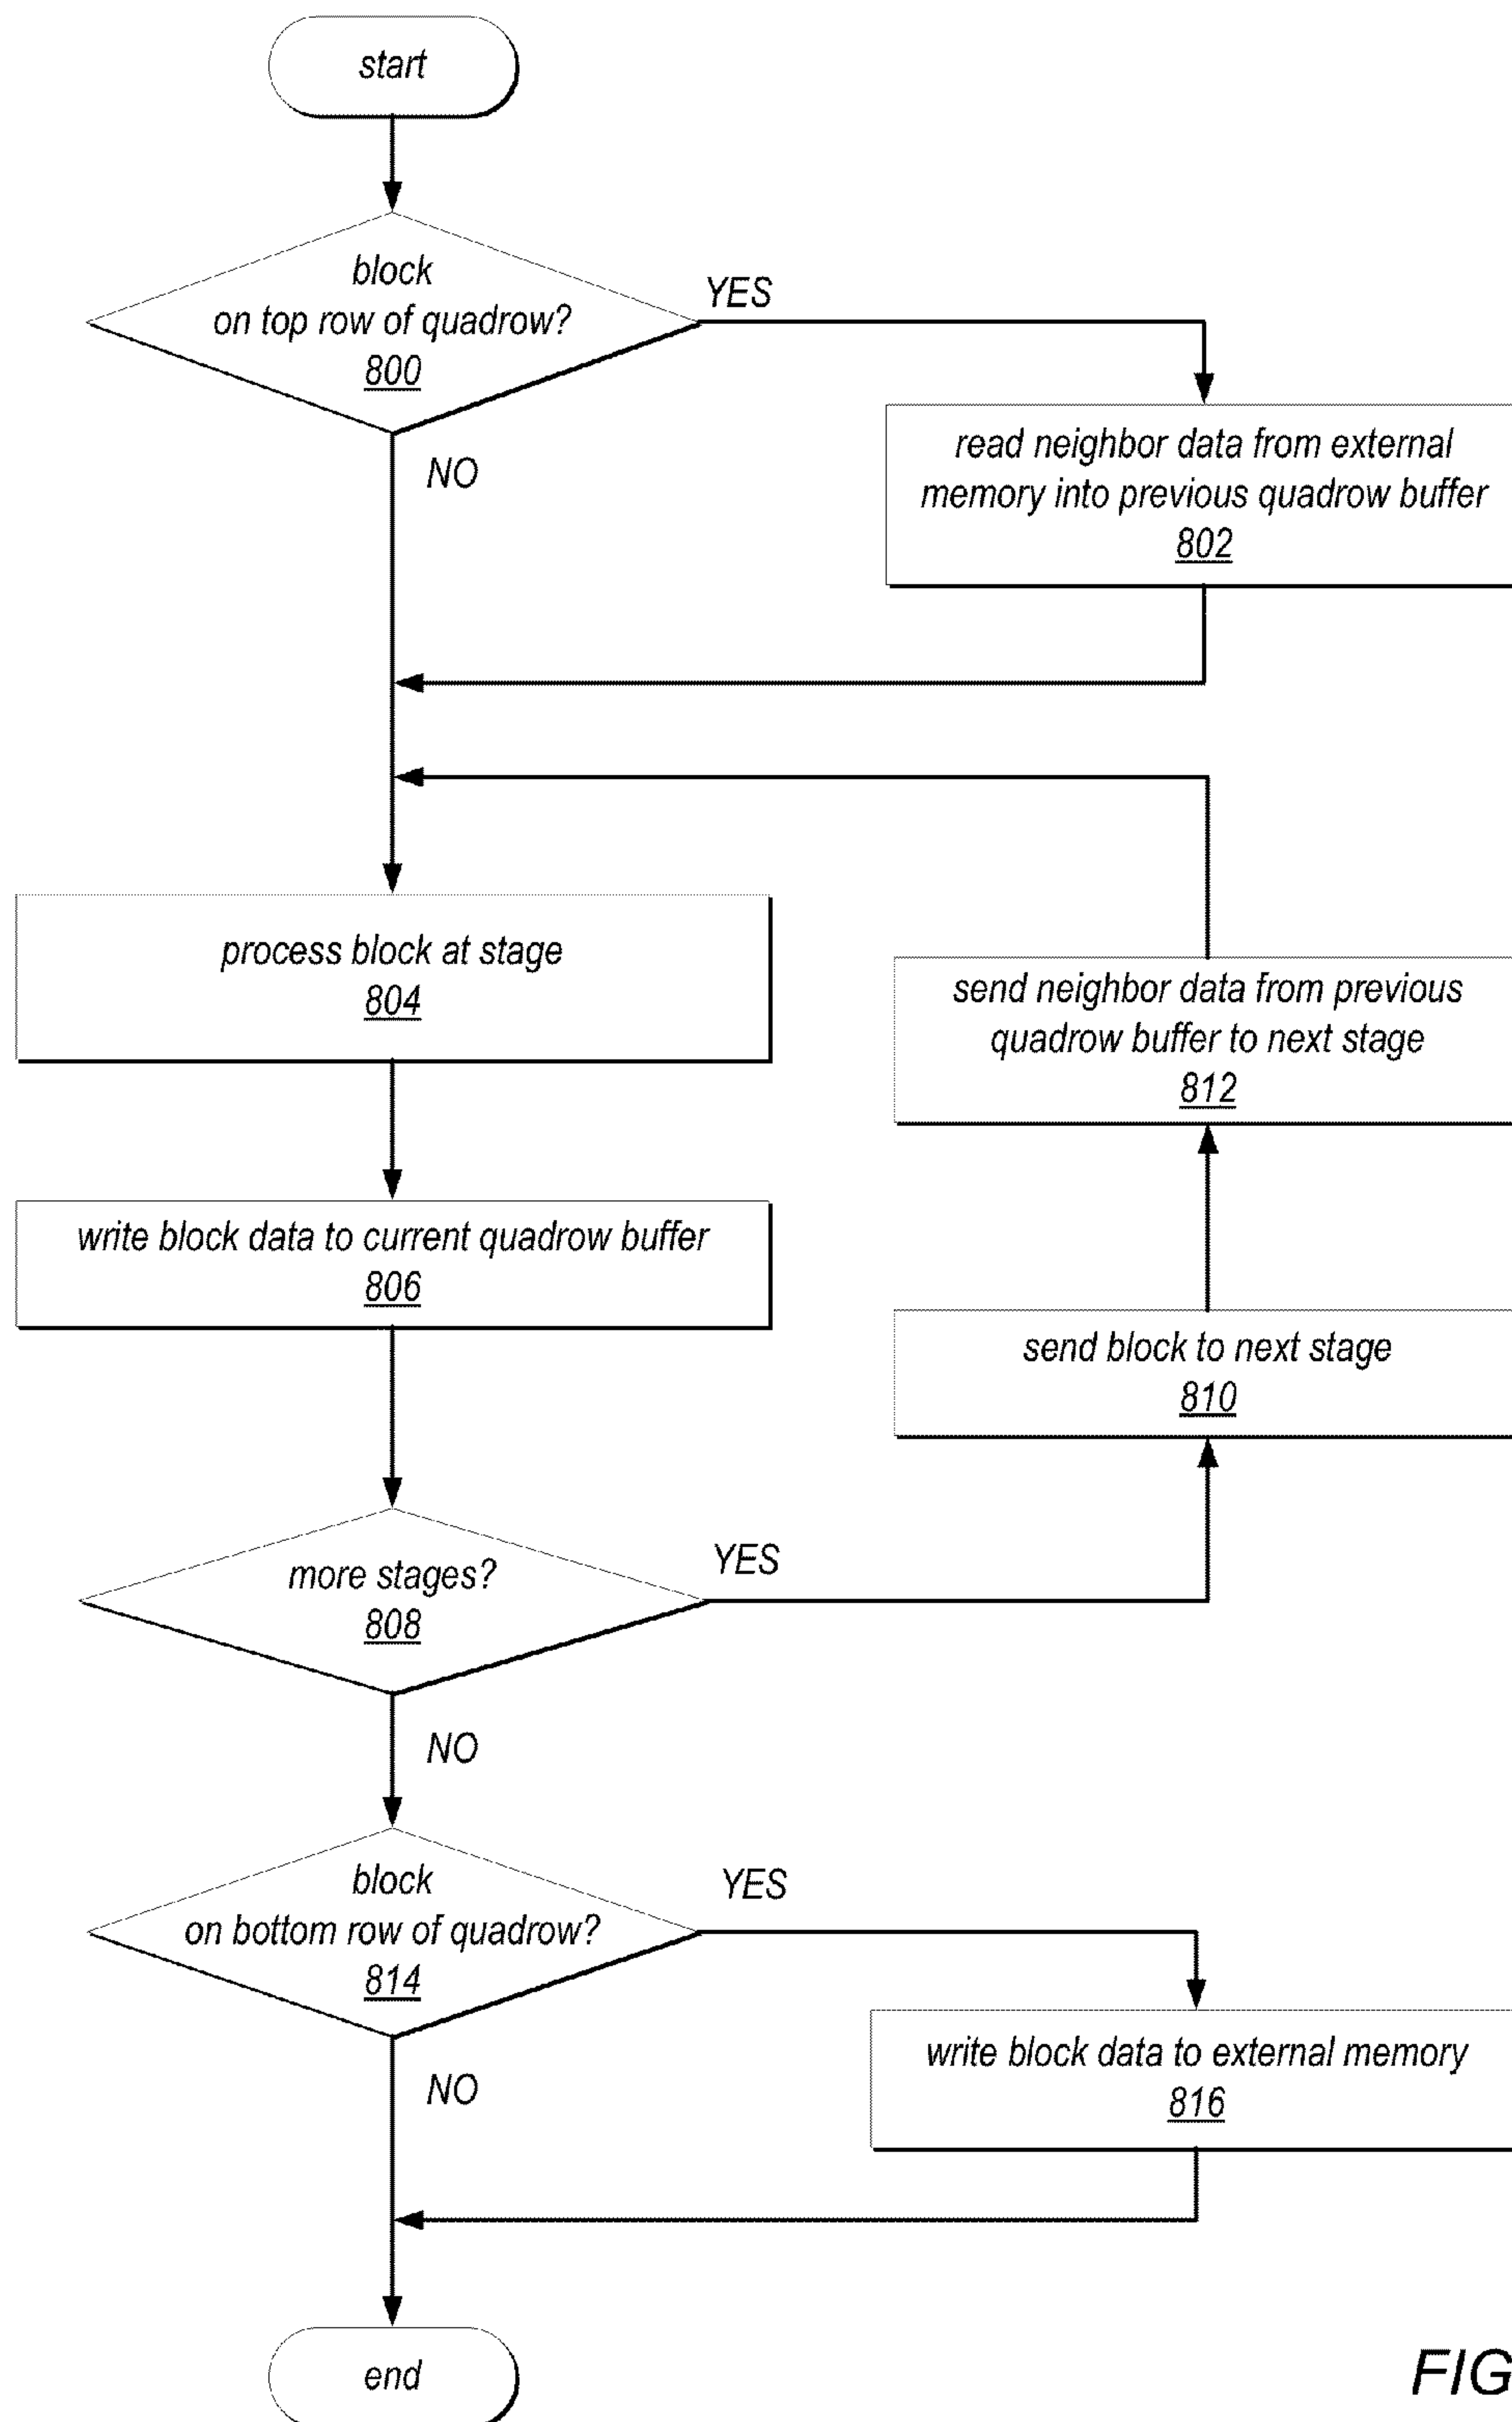 start
block
on top row of quadrow?
800
YES
NO
read neighbor data from external
memory into previous quadrow buffer
802
process block at stage
804
send neighbor data from previous
quadrow buffer to next stage
812
write block data to current quadrow buffer
806
send block to next stage
810
more stages?
808
YES
NO
block
on bottom row of quadrow?
814
YES
NO
write block data to external memory
816
end
FIG